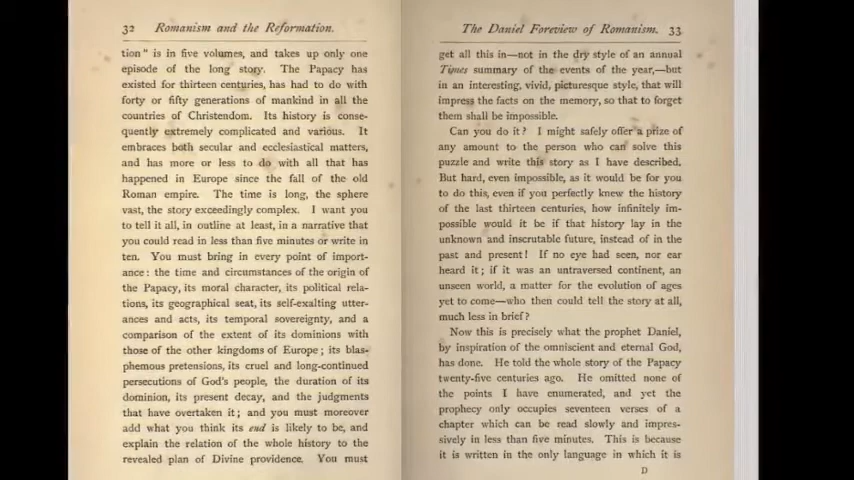 32 Romanism and the Reformation.
tion" is in five volumes, and takes up only one
episode of the long story. The Papacy has
existed for thirteen centuries, has had to do with
forty or fifty generations of mankind in all the
countries of Christendom. Its history is conse-
quently extremely complicated and various. It
embraces both secular and ecclesiastical matters,
and has more or less to do with all that has
happened in Europe since the fall of the old
Roman empire. The time is long, the sphere
vast, the story exceedingly complex. I want you
to tell it all, in outline at least, in a narrative that
you could read in less than five minutes or write in
ten. You must bring in every point of import-
ance: the time and circumstances of the origin of
the Papacy, its moral character, its political rela-
tions, its geographical seat, its self-exalting utter-
ances and acts, its temporal sovereignty, and a
comparison of the extent of its dominions with
those of the other kingdoms of Europe; its blas-
phemous pretensions, its cruel and long-continued
persecutions of God's people, the duration of its
dominion, its present decay, and the judgments
that have overtaken it; and you must moreover
add what you think its end is likely to be, and
explain the relation of the whole history to the
revealed plan of Divine providence. You must
The Daniel Foreview of Romanism. 33
get all this in—not in the dry style of an annual
Times summary of the events of the year,—but
in an interesting, vivid, picturesque style, that will
impress the facts on the memory, so that to forget
them shall be impossible.
Can you do it? I might safely offer a prize of
any amount to the person who can solve this
puzzle and write this story as I have described.
But hard, even impossible, as it would be for you
to do this, even if you perfectly knew the history
of the last thirteen centuries, how infinitely im-
possible would it be if that history lay in the
unknown and inscrutable future, instead of in the
past and present! If no eye had seen, nor ear
heard it; if it was an untraversed continent, an
unseen world, a matter for the evolution of ages
yet to come—who then could tell the story at all,
much less in brief?
Now this is precisely what the prophet Daniel,
by inspiration of the omniscient and eternal God,
has done. He told the whole story of the Papacy
twenty-five centuries ago. He omitted none of
the points I have enumerated, and yet the
prophecy only occupies seventeen verses of a
chapter which can be read slowly and impres-
sively in less than five minutes. This is because
it is written in the only language in which it is
D